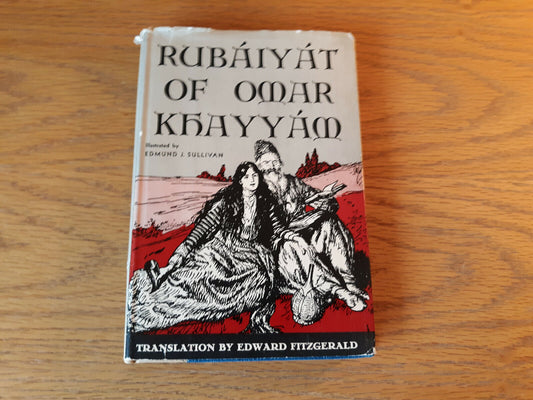 RUBÁIYÁT
OF OMAR
KHAYYÁM
Illustrated by
EDMUND J. SULLIVAN
TRANSLATION BY EDWARD FITZGERALD